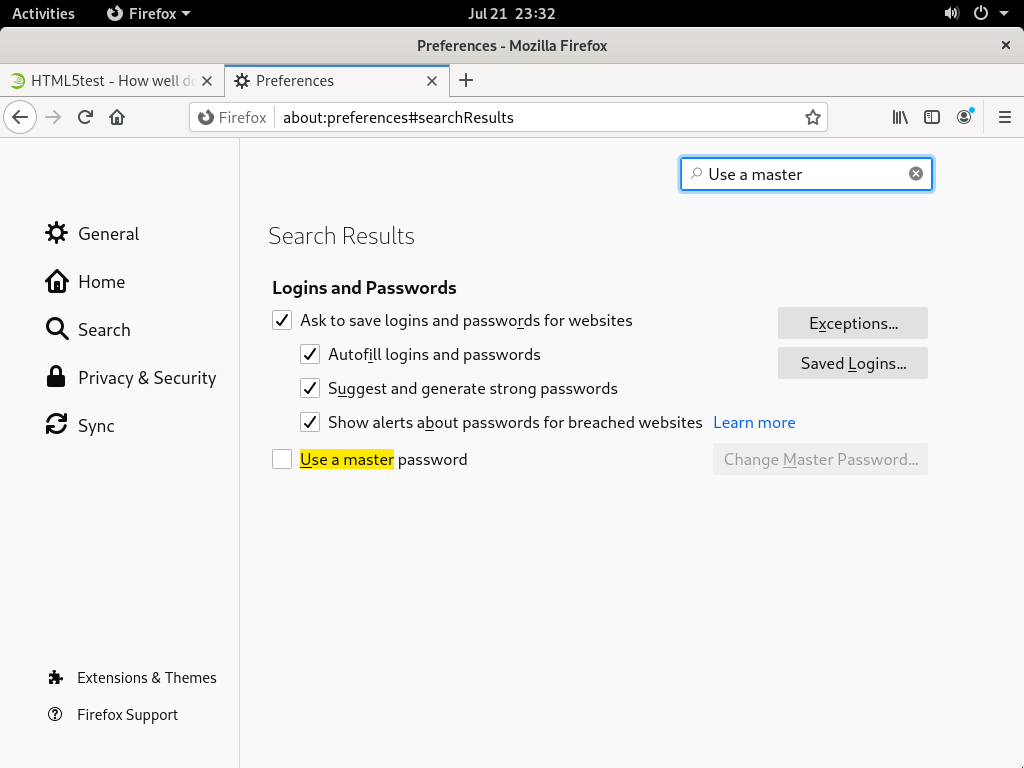 Activities Firefox Jul 21 23:32
Preferences - Mozilla Firefox
HTML5test - How well do Preferences
Firefox about:preferences#searchResults
Use a master
General
Home
Search
Privacy & Security
Sync
Extensions & Themes
Firefox Support
Search Results
Logins and Passwords
Ask to save logins and passwords for websites Exceptions...
Autofill logins and passwords Saved Logins...
Suggest and generate strong passwords
Show alerts about passwords for breached websites Learn more
Use a master password Change Master Password...